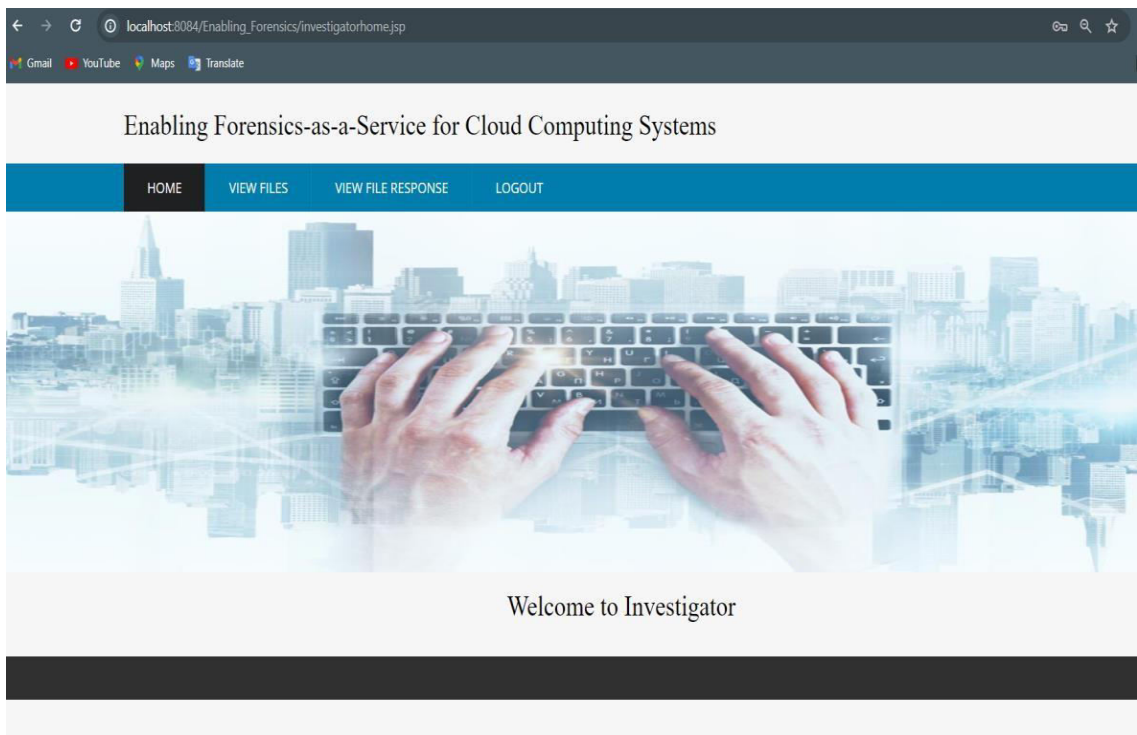 localhost:8084/Enabling_Forensics/investigatorhome.jsp
Gmail YouTube Maps Translate
Enabling Forensics-as-a-Service for Cloud Computing Systems
HOME VIEW FILES VIEW FILE RESPONSE LOGOUT
Welcome to Investigator